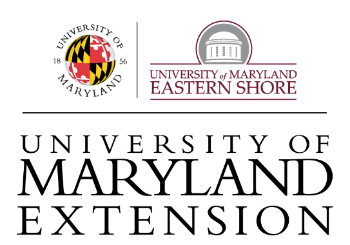 UNIVERSITY OF
18 56
MARYLAND
UNIVERSITY of MARYLAND
EASTERN SHORE
UNIVERSITY OF
MARYLAND
EXTENSION